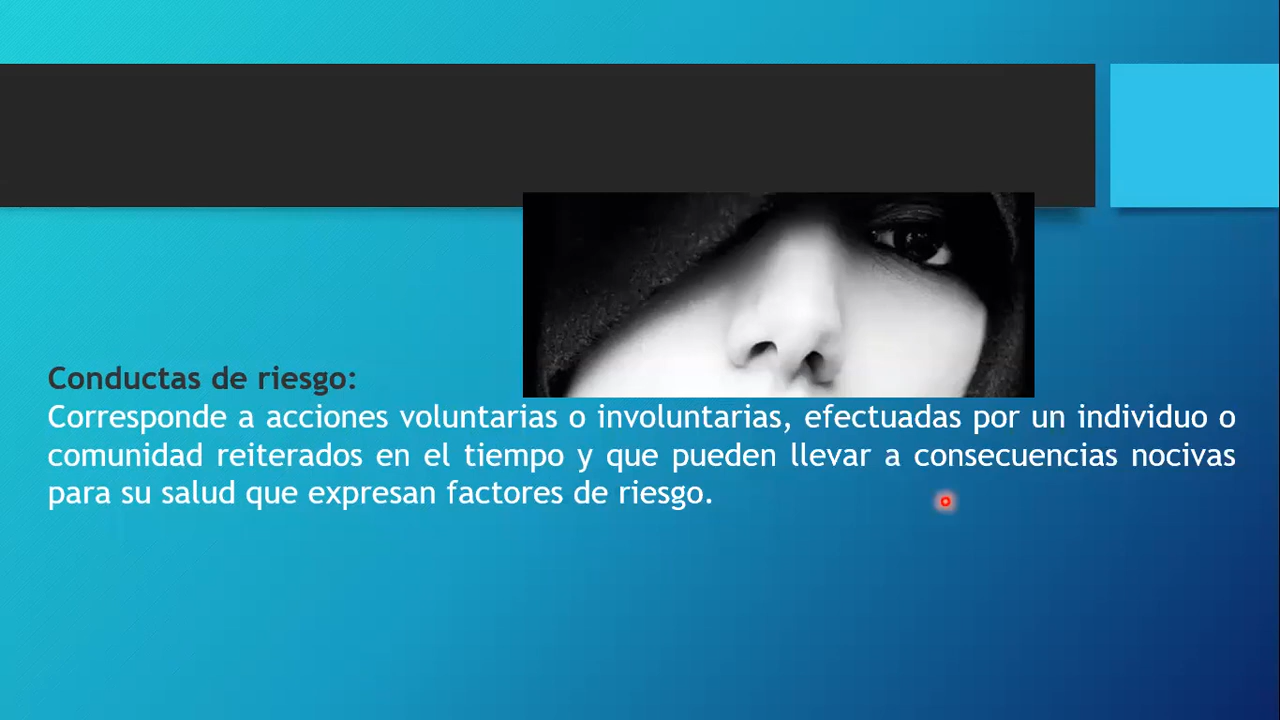 Conductas de riesgo:
Corresponde a acciones voluntarias o involuntarias, efectuadas por un individuo o
comunidad reiterados en el tiempo y que pueden llevar a consecuencias nocivas
para su salud que expresan factores de riesgo.